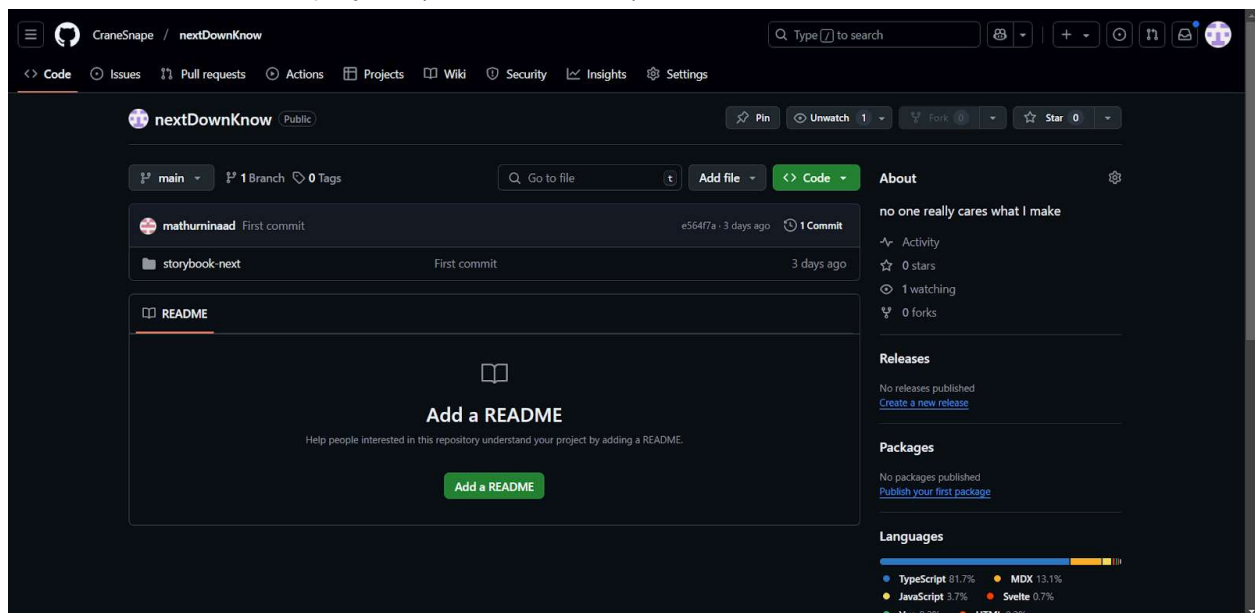 CraneSnape / nextDownKnow
Type / to search
Code Issues Pull requests Actions Projects Wiki Security Insights Settings
nextDownKnow Public
Pin Unwatch 1 Fork 0 Star 0
main 1 Branch 0 Tags
Go to file t Add file Code
mathurninaad First commit e564f7a · 3 days ago 1 Commit
storybook-next First commit 3 days ago
README
Add a README
Help people interested in this repository understand your project by adding a README.
Add a README
About
no one really cares what I make
Activity
0 stars
1 watching
0 forks
Releases
No releases published
Create a new release
Packages
No packages published
Publish your first package
Languages
TypeScript 81.7% MDX 13.1%
JavaScript 3.7% Svelte 0.7%